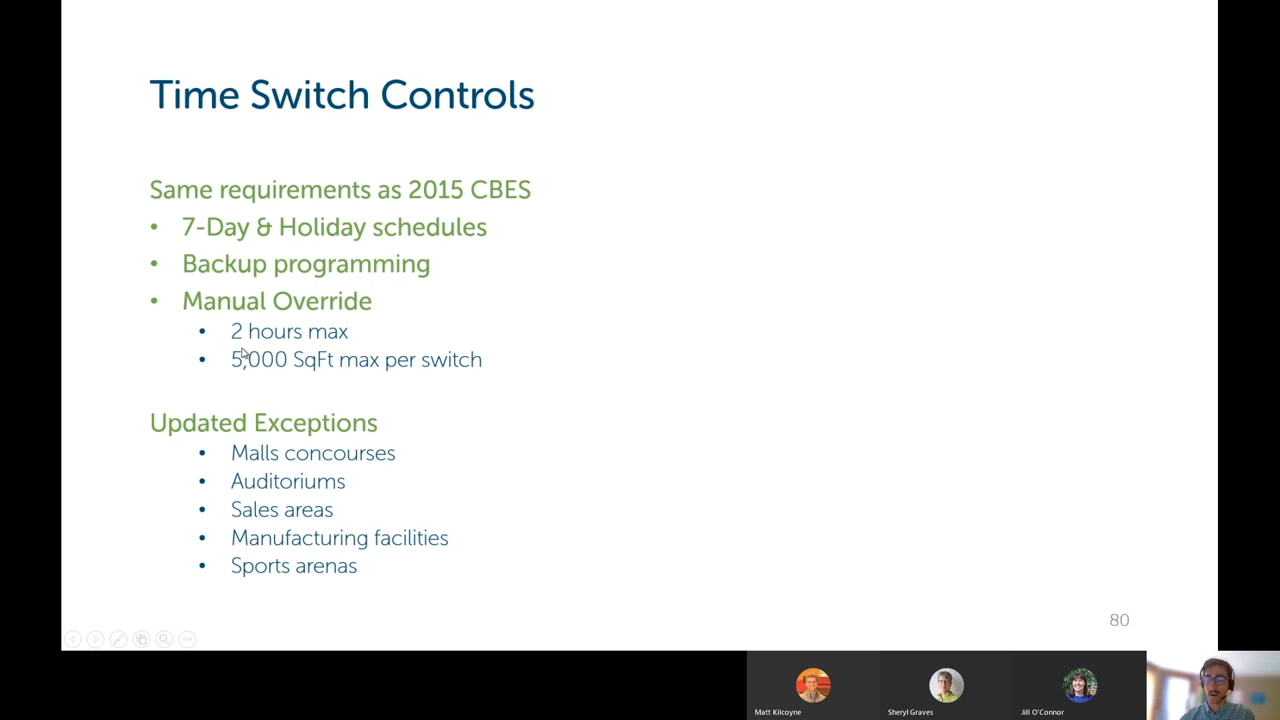 Time Switch Controls
Same requirements as 2015 CBES
• 7-Day & Holiday schedules
• Backup programming
• Manual Override
• 2 hours max
• 5,000 SqFt max per switch
Updated Exceptions
• Malls concourses
• Auditoriums
• Sales areas
• Manufacturing facilities
• Sports arenas
80
Matt Kilcoyne
Sheryl Graves
Jill O'Connor